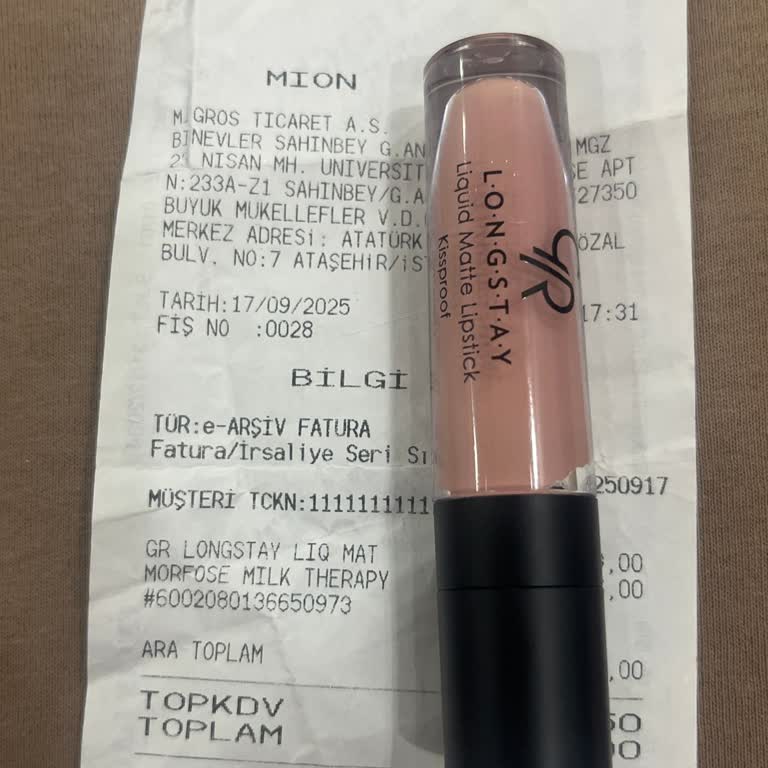 MION
M GROS TICARET A.S.
BINEVLER SAHINBEY G.AN MGZ
NISAN MH. UNIVERSIT SE APT
N:233A-Z1 SAHINBEY/G.A 27350
BUYUK MUKELLEFLER V.D.
MERKEZ ADRESİ: ATATÜRK ÖZAL
BULV. NO:7 ATAŞEHİR/İS
TARİH:17/09/2025 17:31
FİŞ NO :0028
BİLGİ
TÜR:e-ARŞİV FATURA
Fatura/İrsaliye Seri 250917
MÜŞTERİ TCKN:1111111111
GR LONGSTAY LIQ MAT ,00
MORFOSE MILK THERAPY ,00
#6002080136650973
ARA TOPLAM ,00
TOPKDV
TOPLAM
GR
L·O·N·G·S·T·A·Y
Liquid Matte Lipstick
Kissproof